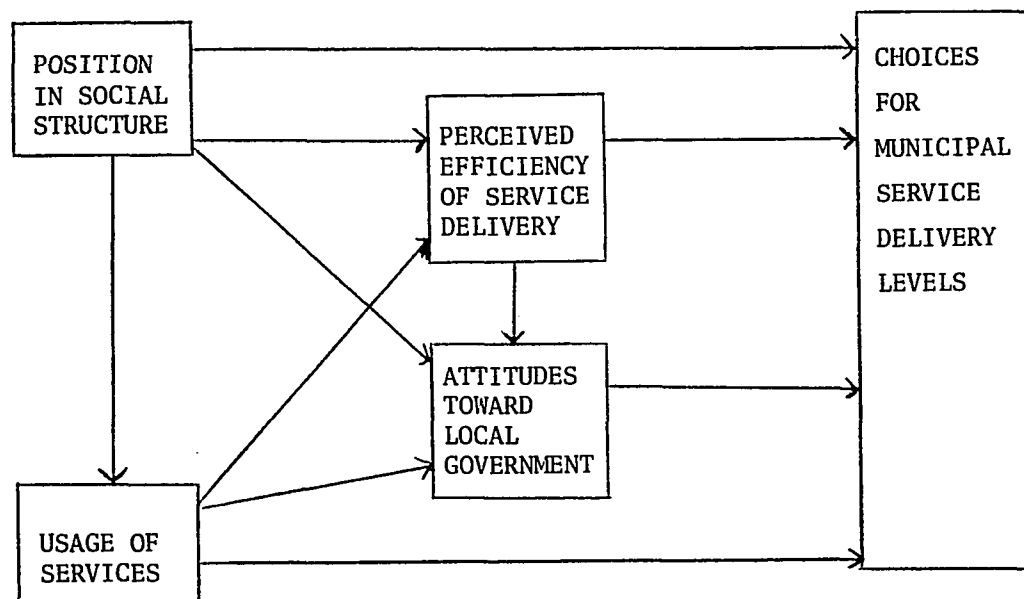 POSITION
IN SOCIAL
STRUCTURE
PERCEIVED
EFFICIENCY
OF SERVICE
DELIVERY
ATTITUDES
TOWARD
LOCAL
GOVERNMENT
USAGE OF
SERVICES
CHOICES
FOR
MUNICIPAL
SERVICE
DELIVERY
LEVELS